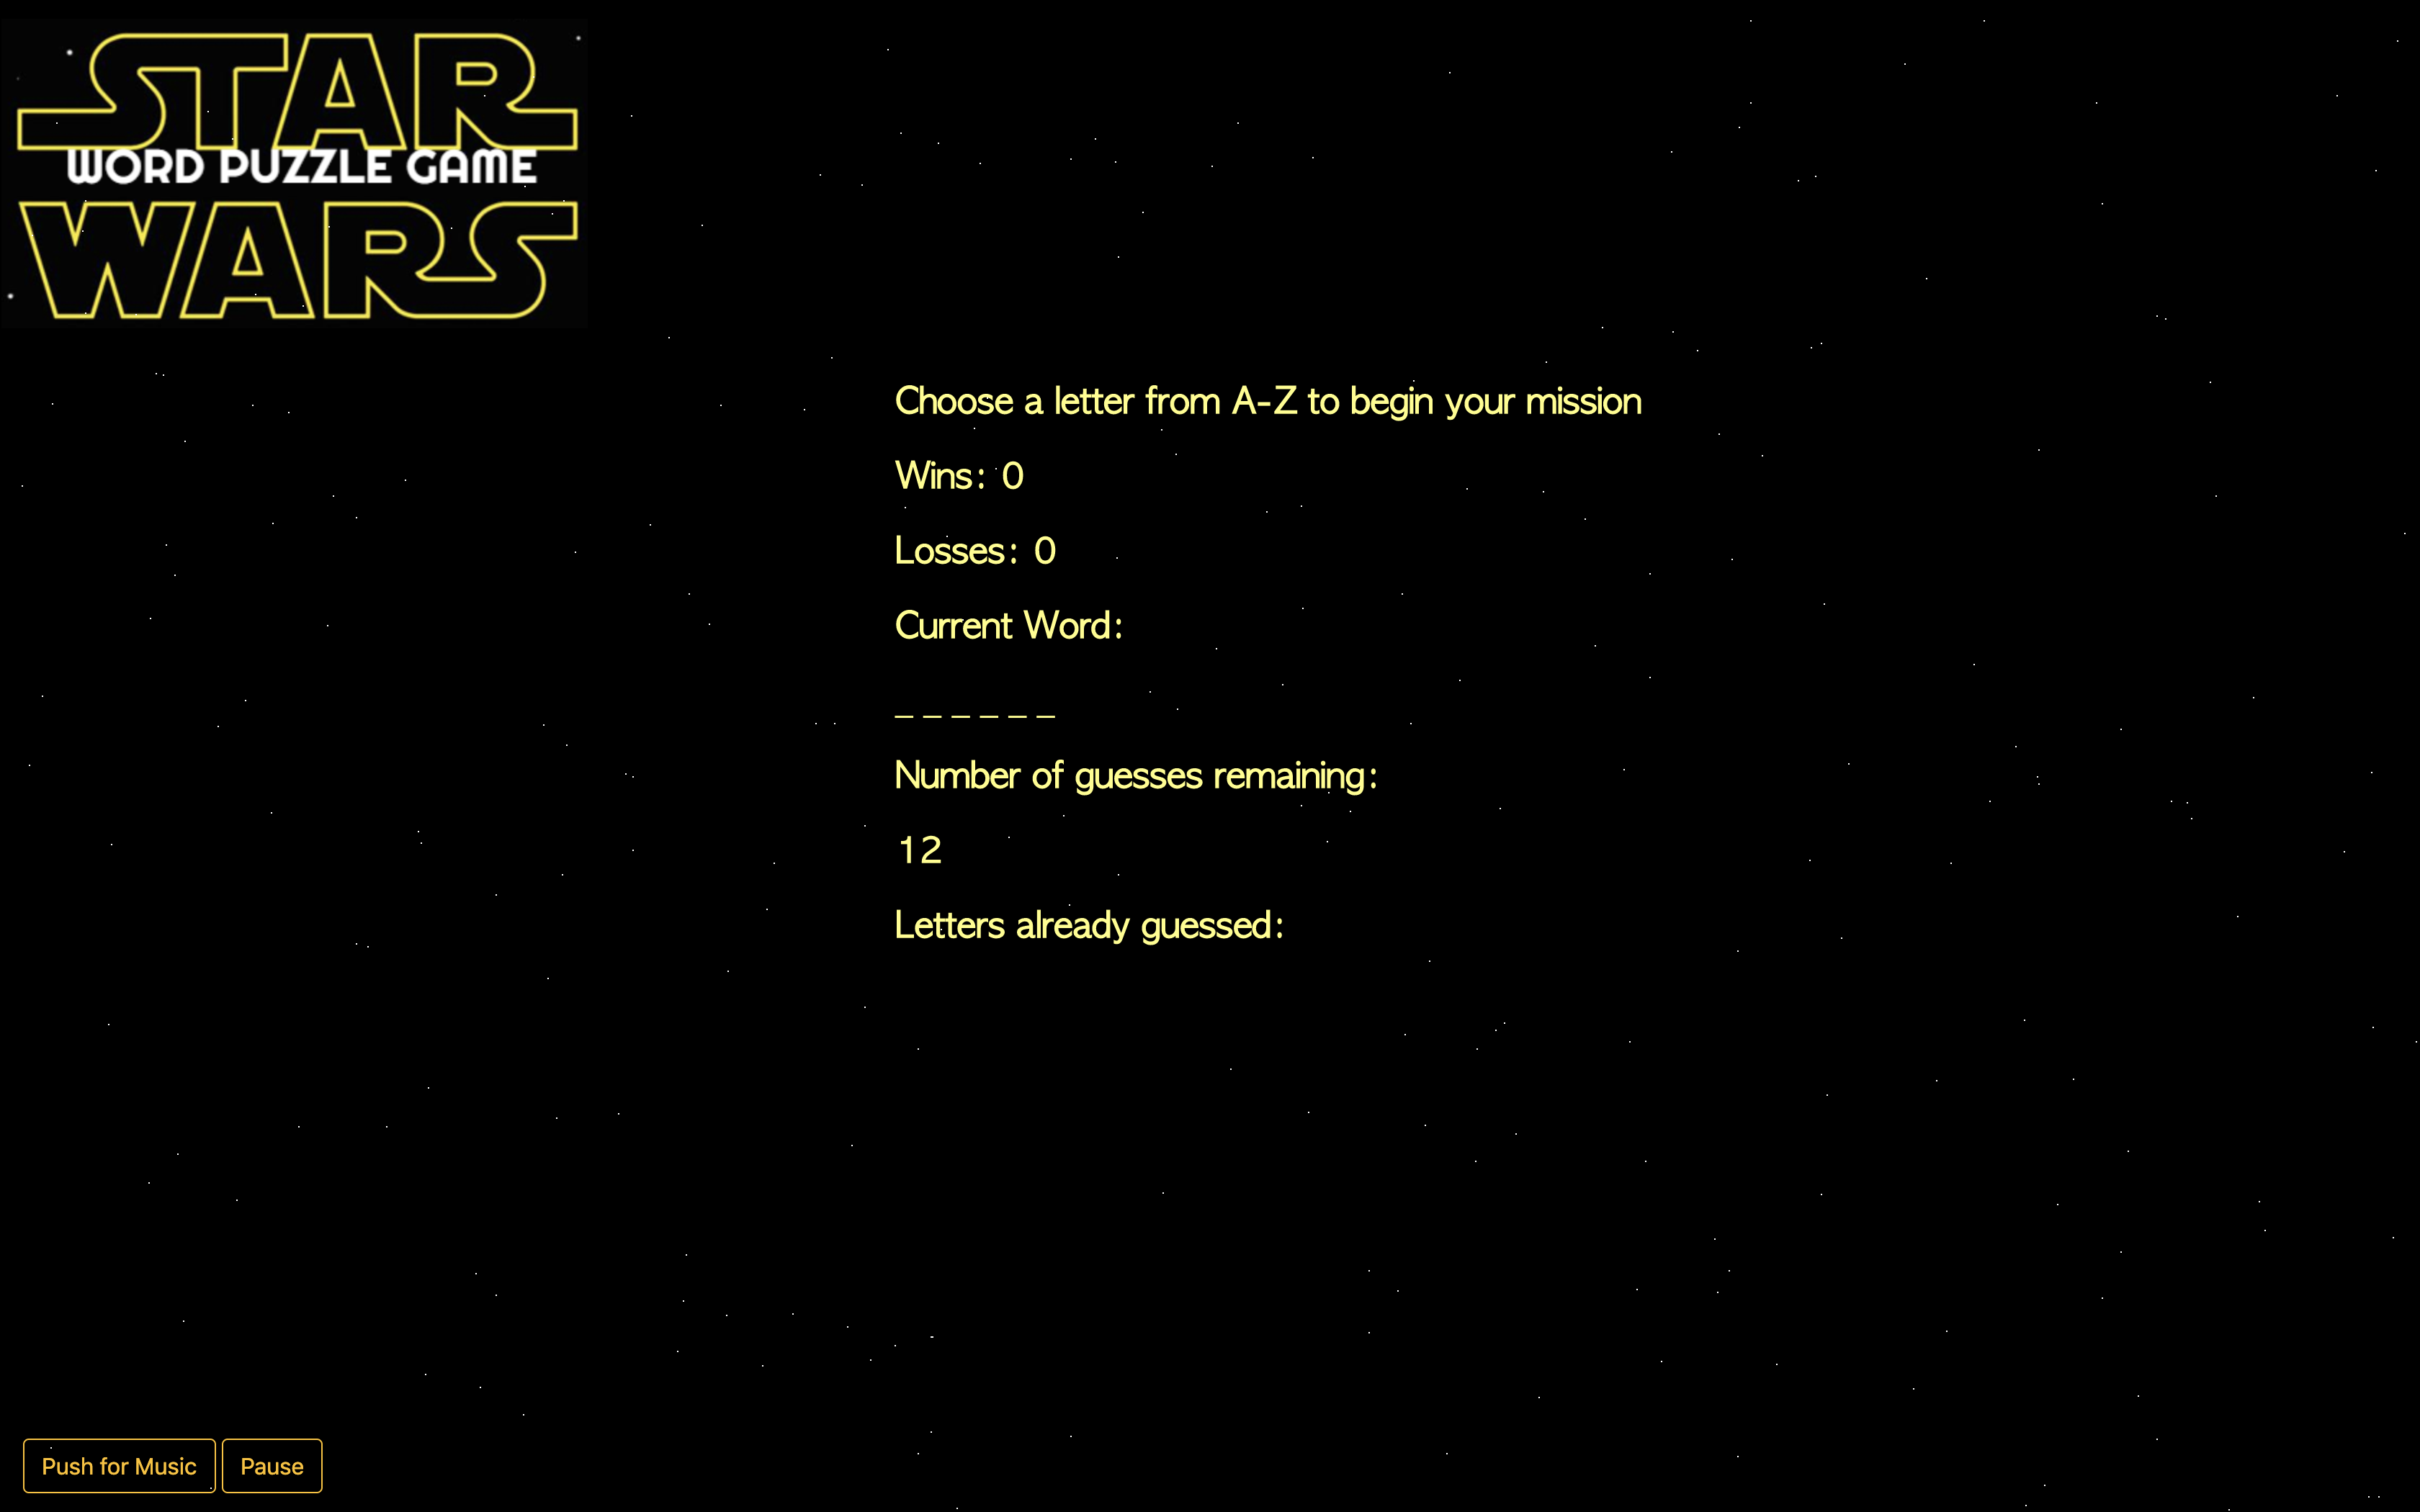 STAR
WORD PUZZLE GAME
WARS
Choose a letter from A-Z to begin your mission
Wins: 0
Losses: 0
Current Word:
_ _ _ _ _ _
Number of guesses remaining:
12
Letters already guessed:
Push for Music
Pause